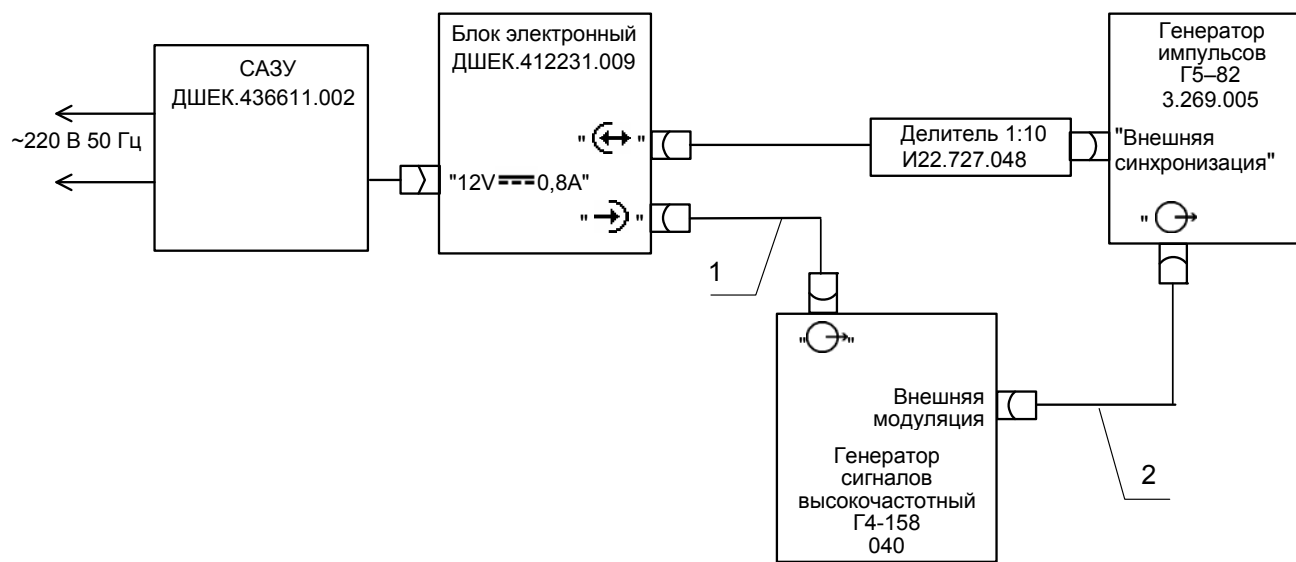 САЗУ
ДШЕК.436611.002
~220 В 50 Гц
Блок электронный
ДШЕК.412231.009
" "
"12V 0,8А"
" "
Делитель 1:10
И22.727.048
Генератор
импульсов
Г5–82
3.269.005
"Внешняя
синхронизация"
"
1
" "
Внешняя
модуляция
Генератор
сигналов
высокочастотный
Г4-158
040
2